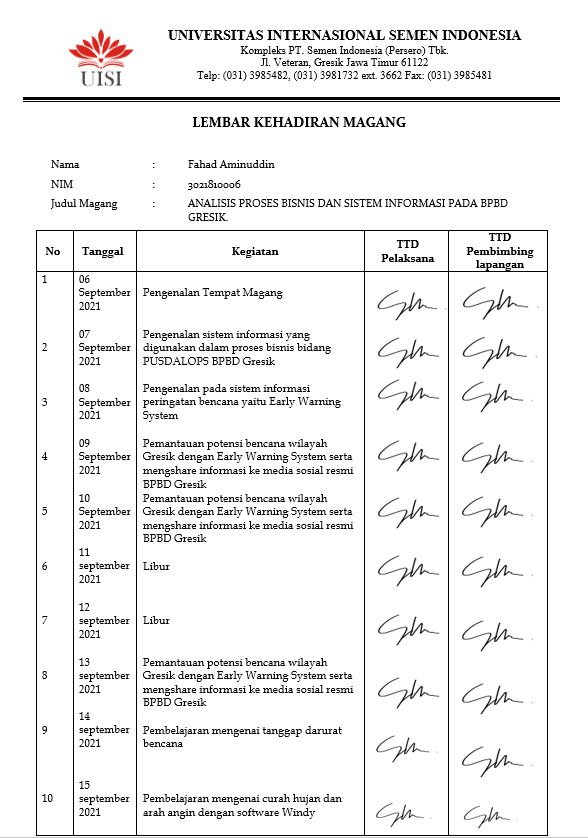 UISI
UNIVERSITAS INTERNASIONAL SEMEN INDONESIA
Kompleks PT. Semen Indonesia (Persero) Tbk.
Jl. Veteran, Gresik Jawa Timur 61122
Telp: (031) 3985482, (031) 3981732 ext. 3662 Fax: (031) 3985481
LEMBAR KEHADIRAN MAGANG
Nama : Fahad Aminuddin
NIM : 3021810006
Judul Magang : ANALISIS PROSES BISNIS DAN SISTEM INFORMASI PADA BPBD
GRESIK.
No Tanggal Kegiatan TTD Pelaksana TTD Pembimbing lapangan
1 06 September 2021 Pengenalan Tempat Magang
2 07 September 2021 Pengenalan sistem informasi yang
digunakan dalam proses bisnis bidang
PUSDALOPS BPBD Gresik
3 08 September 2021 Pengenalan pada sistem informasi
peringatan bencana yaitu Early Warning
System
4 09 September 2021 Pemantauan potensi bencana wilayah
Gresik dengan Early Warning System serta
mengshare informasi ke media sosial resmi
BPBD Gresik
5 10 September 2021 Pemantauan potensi bencana wilayah
Gresik dengan Early Warning System serta
mengshare informasi ke media sosial resmi
BPBD Gresik
6 11 september 2021 Libur
7 12 september 2021 Libur
8 13 september 2021 Pemantauan potensi bencana wilayah
Gresik dengan Early Warning System serta
mengshare informasi ke media sosial resmi
BPBD Gresik
9 14 september 2021 Pembelajaran mengenai tanggap darurat
bencana
10 15 september 2021 Pembelajaran mengenai curah hujan dan
arah angin dengan software Windy